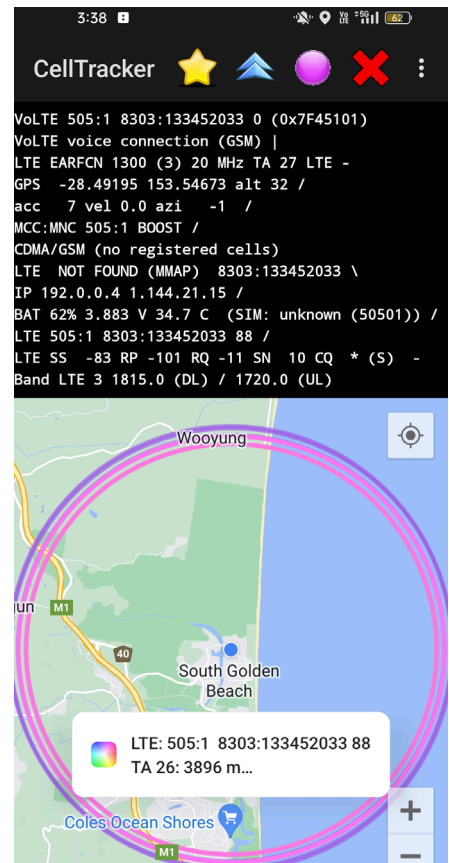 3:38 62
CellTracker
VoLTE 505:1 8303:133452033 0 (0x7F45101)
VoLTE voice connection (GSM) |
LTE EARFCN 1300 (3) 20 MHz TA 27 LTE -
GPS -28.49195 153.54673 alt 32 /
acc 7 vel 0.0 azi -1 /
MCC:MNC 505:1 BOOST /
CDMA/GSM (no registered cells)
LTE NOT FOUND (MMAP) 8303:133452033 \
IP 192.0.0.4 1.144.21.15 /
BAT 62% 3.883 V 34.7 C (SIM: unknown (50501)) /
LTE 505:1 8303:133452033 88 /
LTE SS -83 RP -101 RQ -11 SN 10 CQ * (S) -
Band LTE 3 1815.0 (DL) / 1720.0 (UL)
Wooyung
un M1
40
South Golden
Beach
LTE: 505:1 8303:133452033 88
TA 26: 3896 m...
+
Coles Ocean Shores
M1